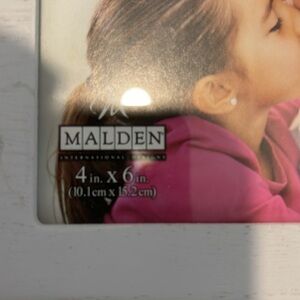 MALDEN
INTERNATIONAL DESIGNS
4 in. x 6 in.
(10.1cm x 15.2cm)